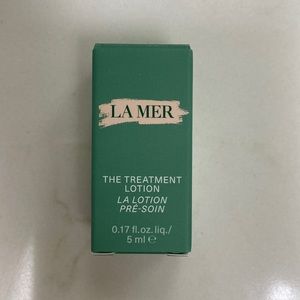 LA MER
THE TREATMENT
LOTION
LA LOTION
PRÉ-SOIN
0.17 fl.oz. liq./
5 ml ℮